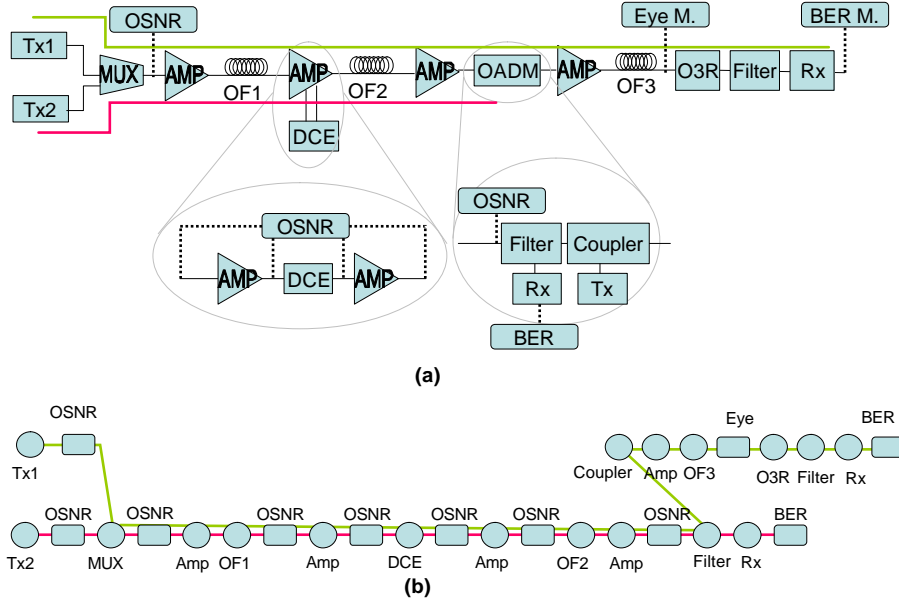 OSNR
Eye M.
BER M.
Tx1
MUX
AMP
AMP
AMP
OADM
AMP
O3R
Filter
Rx
OF1
OF2
OF3
Tx2
DCE
OSNR
OSNR
AMP
DCE
AMP
Filter
Coupler
Rx
Tx
BER
(a)
OSNR
Eye
BER
Tx1
Coupler
Amp
OF3
O3R
Filter
Rx
OSNR
OSNR
OSNR
OSNR
OSNR
OSNR
OSNR
BER
Tx2
MUX
Amp
OF1
Amp
DCE
Amp
OF2
Amp
Filter
Rx
(b)